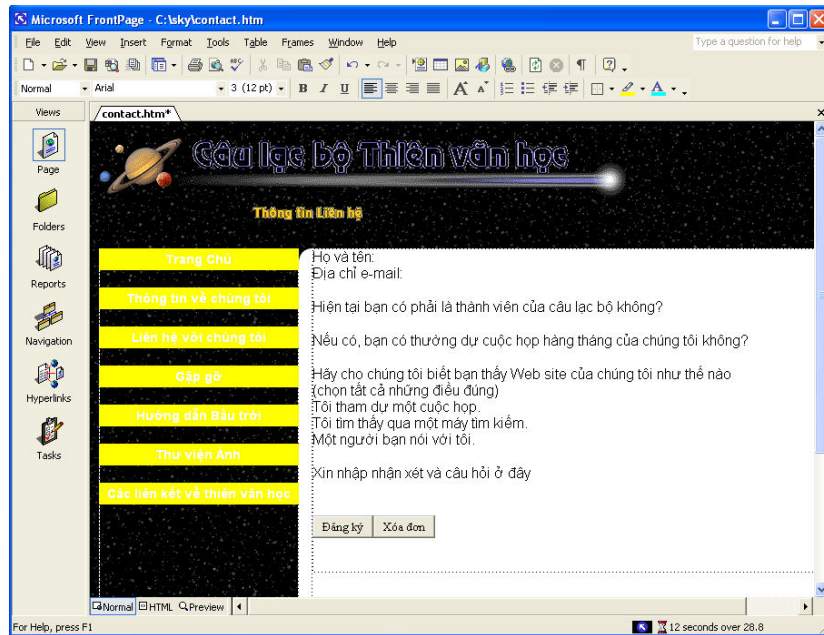 Microsoft FrontPage - C:\sky\contact.htm
File Edit View Insert Format Tools Table Frames Window Help
Type a question for help
Normal Arial 3 (12 pt) B I U A A A
Views
contact.htm*
Page
Folders
Reports
Navigation
Hyperlinks
Tasks
Câu lạc bộ Thiên văn học
Thông tin Liên hệ
Trang Chủ
Thông tin về chúng tôi
Liên hệ với chúng tôi
Gặp gỡ
Hướng dẫn Bầu trời
Thư viện Ảnh
Các liên kết về thiên văn học
Họ và tên:
Địa chỉ e-mail:
Hiện tại bạn có phải là thành viên của câu lạc bộ không?
Nếu có, bạn có thường dự cuộc họp hàng tháng của chúng tôi không?
Hãy cho chúng tôi biết bạn thấy Web site của chúng tôi như thế nào
(chọn tất cả những điều đúng)
Tôi tham dự một cuộc họp.
Tôi tìm thấy qua một máy tìm kiếm.
Một người bạn nói với tôi.
Xin nhập nhận xét và câu hỏi ở đây
Đăng ký Xóa đơn
Normal HTML Preview
For Help, press F1
12 seconds over 28.8